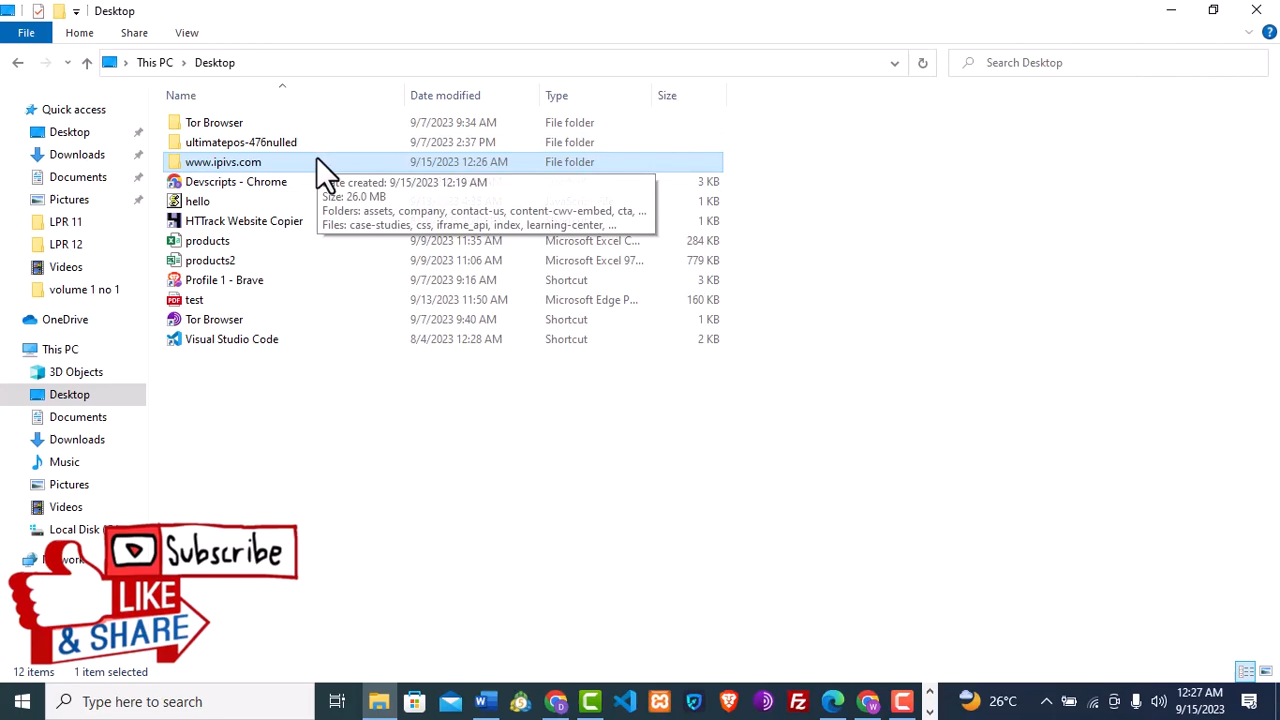 Desktop
File Home Share View
This PC Desktop Search Desktop
Name Date modified Type Size
Quick access
Desktop
Downloads
Documents
Pictures
LPR 11
LPR 12
Videos
volume 1 no 1
OneDrive
This PC
3D Objects
Desktop
Documents
Downloads
Music
Pictures
Videos
Local Disk
Tor Browser 9/7/2023 9:34 AM File folder
ultimatepos-476nulled 9/7/2023 2:37 PM File folder
www.ipivs.com 9/15/2023 12:26 AM File folder
Devscripts - Chrome 3 KB
hello 1 KB
HTTrack Website Copier 1 KB
products 9/9/2023 11:35 AM Microsoft Excel C... 284 KB
products2 9/9/2023 11:06 AM Microsoft Excel 97... 779 KB
Profile 1 - Brave 9/7/2023 9:16 AM Shortcut 3 KB
test 9/13/2023 11:50 AM Microsoft Edge P... 160 KB
Tor Browser 9/7/2023 9:40 AM Shortcut 1 KB
Visual Studio Code 8/4/2023 12:28 AM Shortcut 2 KB
created: 9/15/2023 12:19 AM
Size: 26.0 MB
Folders: assets, company, contact-us, content-cwv-embed, cta, ...
Files: case-studies, css, iframe_api, index, learning-center, ...
Subscribe
LIKE
& SHARE
12 items 1 item selected
Type here to search
26°C
12:27 AM
9/15/2023